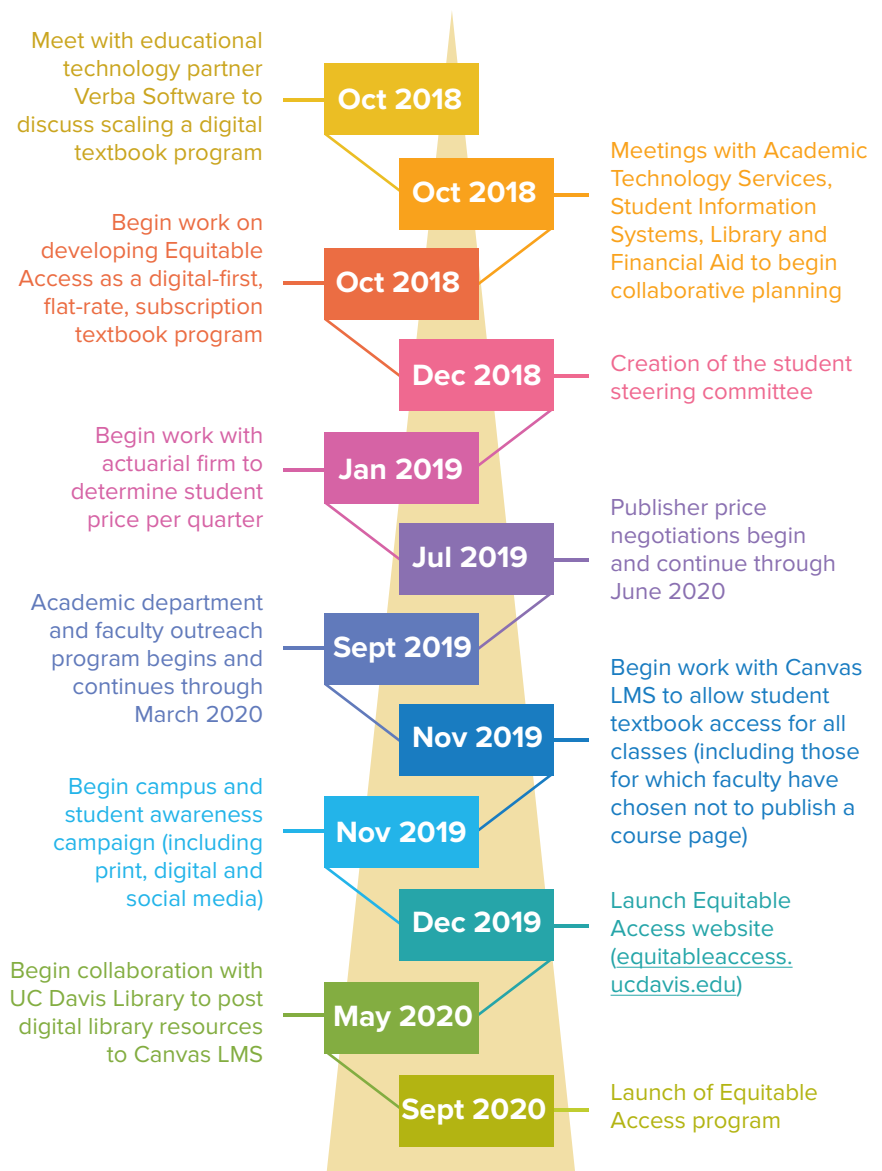 Meet with educational
technology partner
Verba Software to
discuss scaling a digital
textbook program
Oct 2018
Oct 2018
Meetings with Academic
Technology Services,
Student Information
Systems, Library and
Financial Aid to begin
collaborative planning
Begin work on
developing Equitable
Access as a digital-first,
flat-rate, subscription
textbook program
Oct 2018
Dec 2018
Creation of the student
steering committee
Begin work with
actuarial firm to
determine student
price per quarter
Jan 2019
Jul 2019
Publisher price
negotiations begin
and continue through
June 2020
Academic department
and faculty outreach
program begins and
continues through
March 2020
Sept 2019
Nov 2019
Begin work with Canvas
LMS to allow student
textbook access for all
classes (including those
for which faculty have
chosen not to publish a
course page)
Begin campus and
student awareness
campaign (including
print, digital and
social media)
Nov 2019
Dec 2019
Launch Equitable
Access website
(equitableaccess.
ucdavis.edu)
Begin collaboration with
UC Davis Library to post
digital library resources
to Canvas LMS
May 2020
Sept 2020
Launch of Equitable
Access program